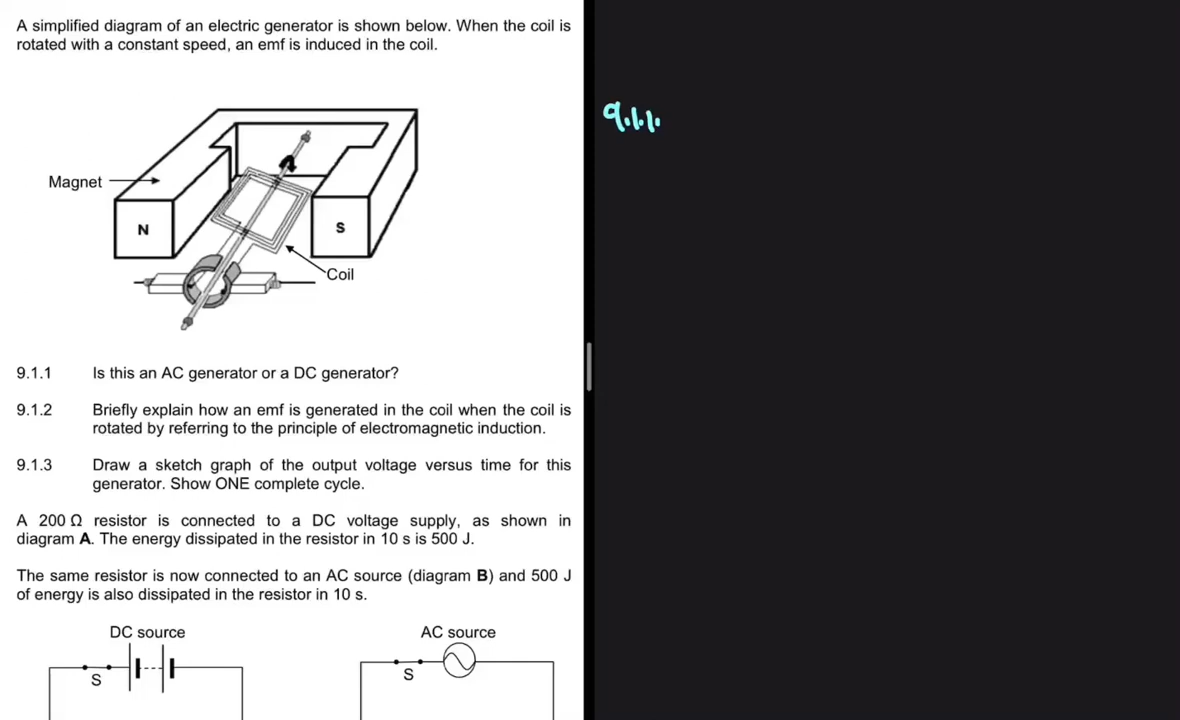 A simplified diagram of an electric generator is shown below. When the coil is
rotated with a constant speed, an emf is induced in the coil.
9.1.1.
Magnet
N
S
Coil
9.1.1 Is this an AC generator or a DC generator?
9.1.2 Briefly explain how an emf is generated in the coil when the coil is
rotated by referring to the principle of electromagnetic induction.
9.1.3 Draw a sketch graph of the output voltage versus time for this
generator. Show ONE complete cycle.
A 200 Ω resistor is connected to a DC voltage supply, as shown in
diagram A. The energy dissipated in the resistor in 10 s is 500 J.
The same resistor is now connected to an AC source (diagram B) and 500 J
of energy is also dissipated in the resistor in 10 s.
DC source
AC source
S
S